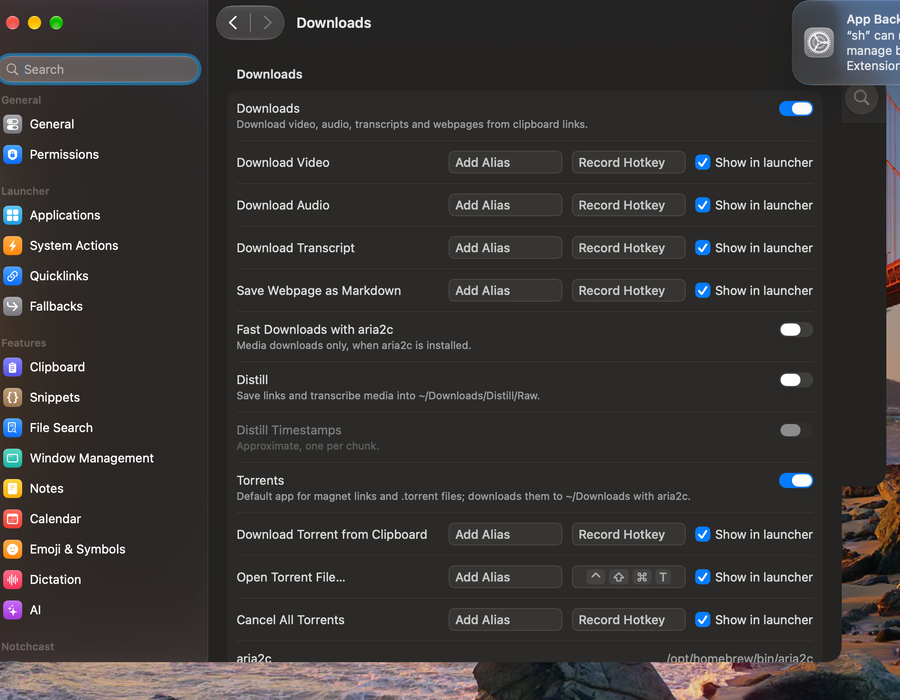 Downloads
App Back
"sh" can
manage b
Extension
Search
General
General
Permissions
Launcher
Applications
System Actions
Quicklinks
Fallbacks
Features
Clipboard
Snippets
File Search
Window Management
Notes
Calendar
Emoji & Symbols
Dictation
AI
Notchcast
Downloads
Downloads
Download video, audio, transcripts and webpages from clipboard links.
Download Video Add Alias Record Hotkey Show in launcher
Download Audio Add Alias Record Hotkey Show in launcher
Download Transcript Add Alias Record Hotkey Show in launcher
Save Webpage as Markdown Add Alias Record Hotkey Show in launcher
Fast Downloads with aria2c
Media downloads only, when aria2c is installed.
Distill
Save links and transcribe media into ~/Downloads/Distill/Raw.
Distill Timestamps
Approximate, one per chunk.
Torrents
Default app for magnet links and .torrent files; downloads them to ~/Downloads with aria2c.
Download Torrent from Clipboard Add Alias Record Hotkey Show in launcher
Open Torrent File... Add Alias ⌃ ⇧ ⌘ T Show in launcher
Cancel All Torrents Add Alias Record Hotkey Show in launcher
aria2c /opt/homebrew/bin/aria2c